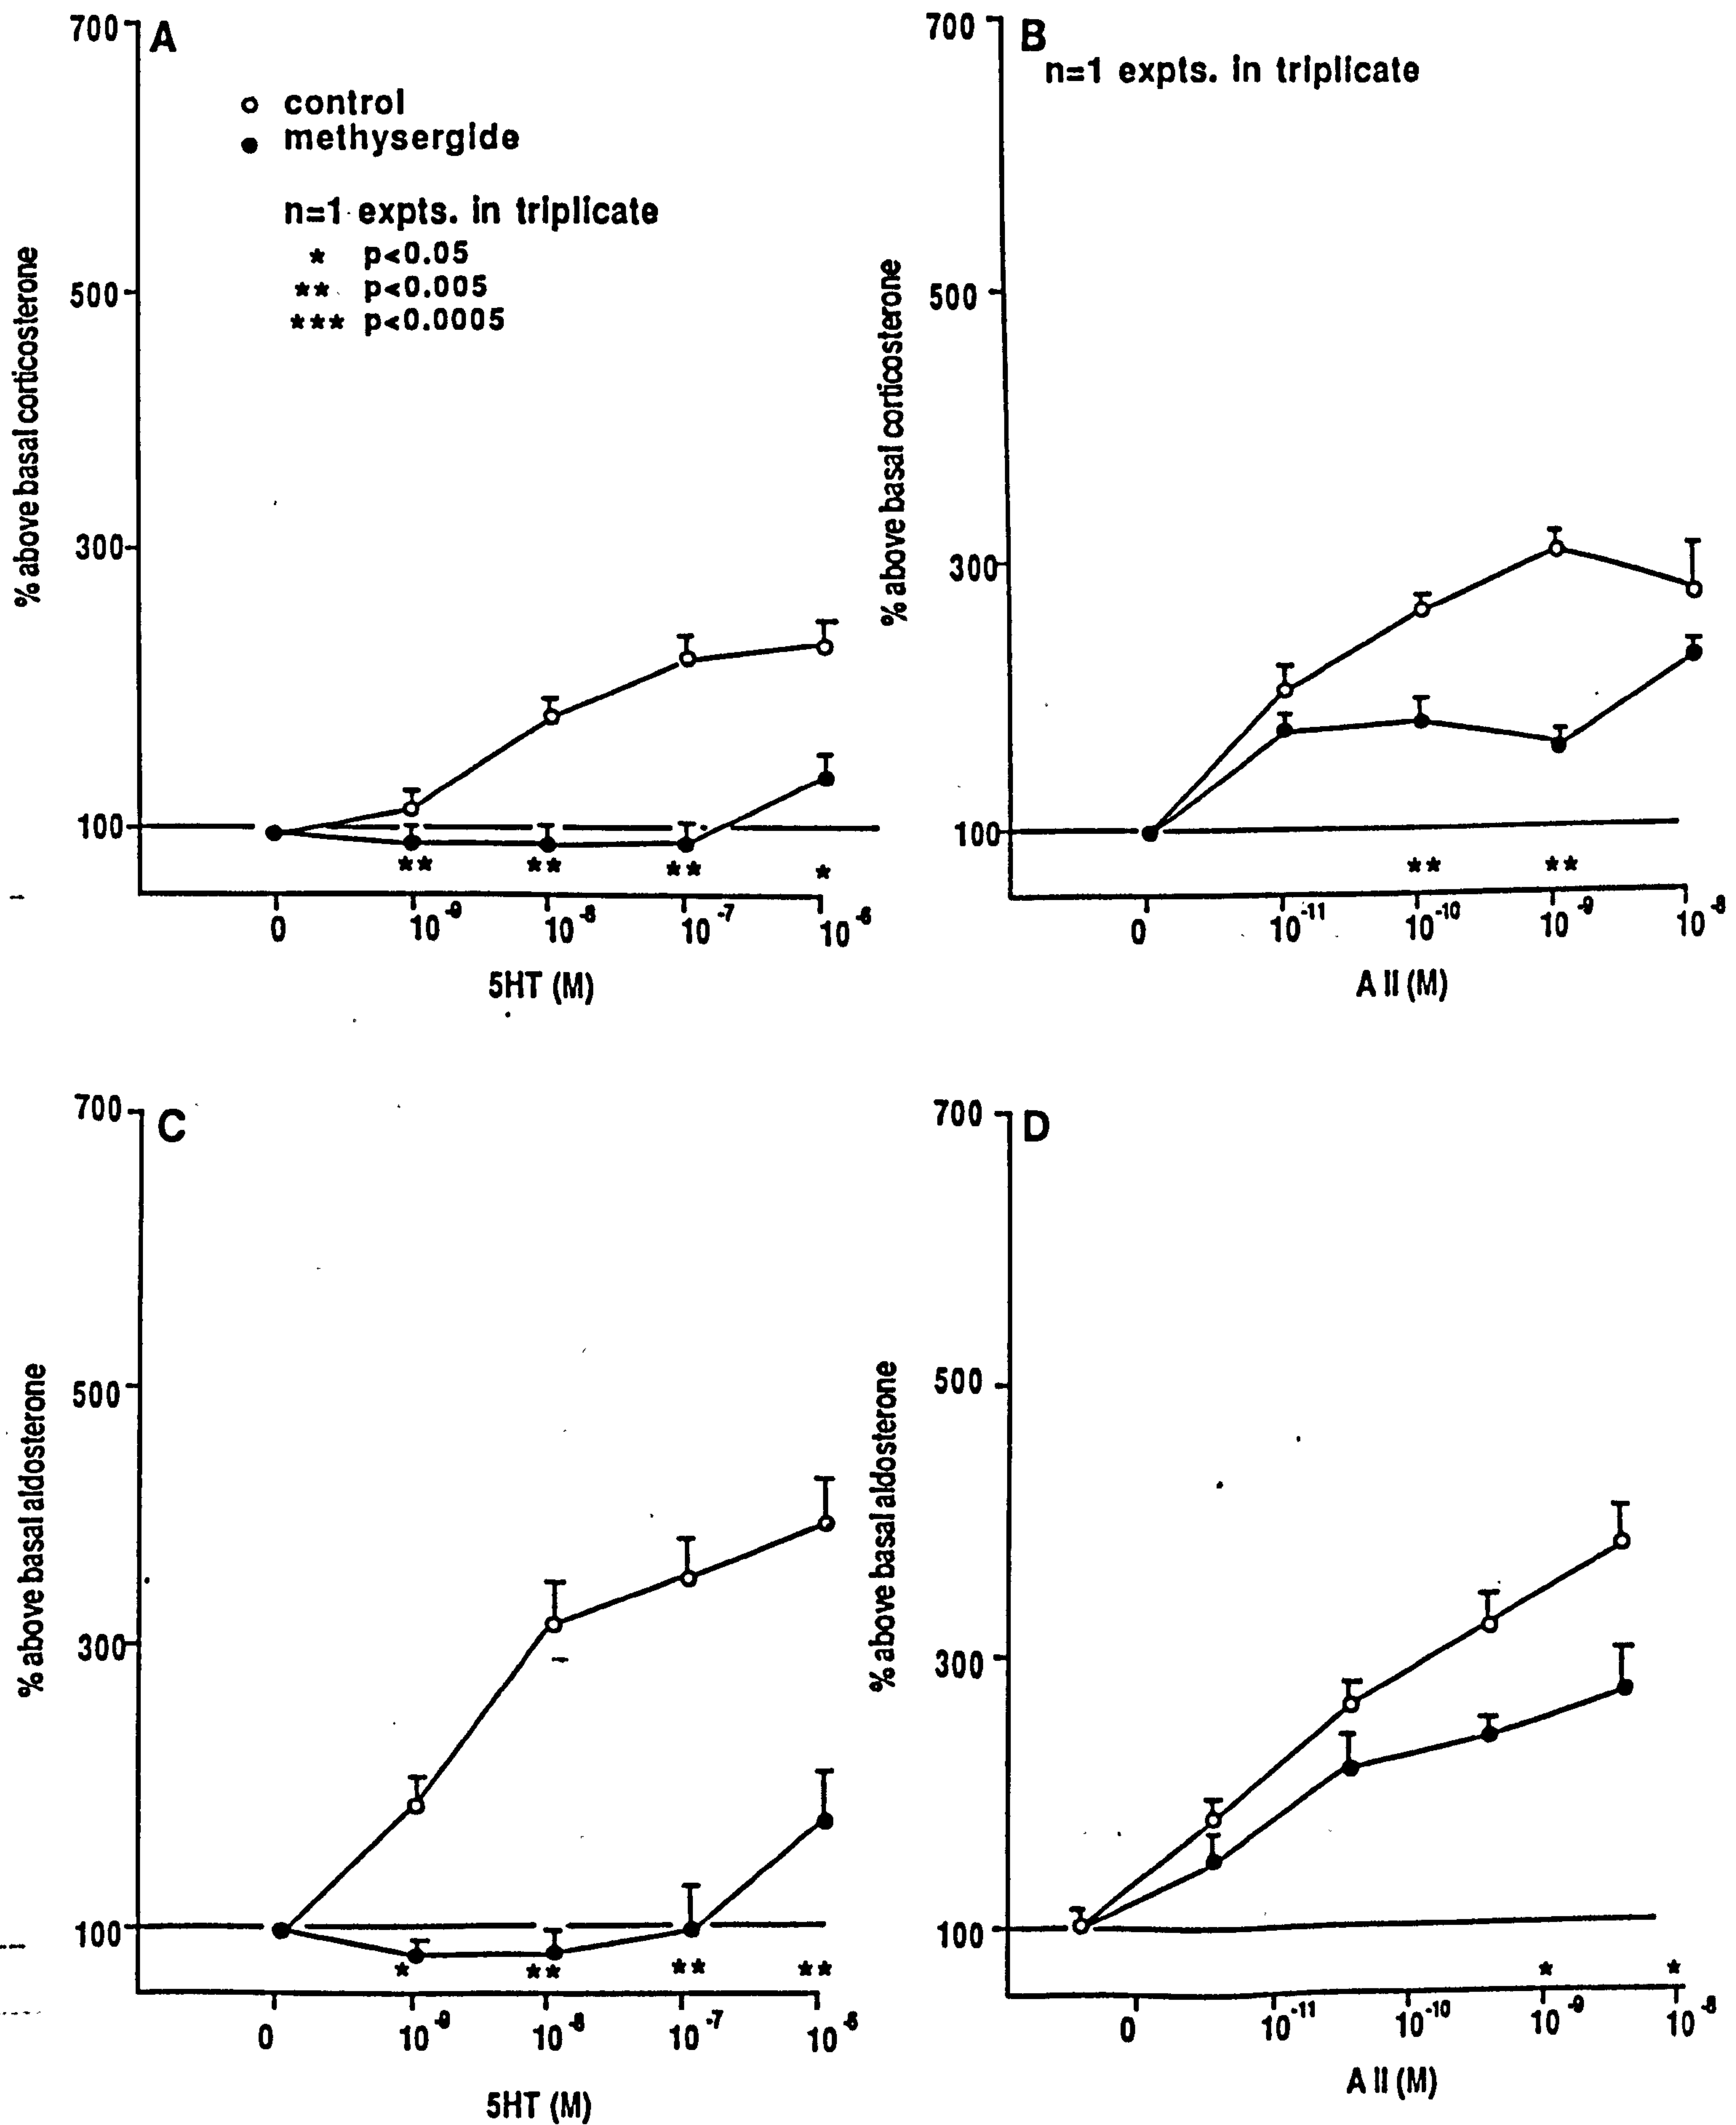 A
control
methysergide
n=1 expts. in triplicate
* p<0.05
** p<0.005
*** p<0.0005
700
500
300
100
% above basal corticosterone
** ** ** *
0 10⁻⁹ 10⁻⁸ 10⁻⁷ 10⁻⁶
5HT (M)
B
n=1 expts. in triplicate
700
500
300
100
% above basal corticosterone
** **
0 10⁻¹¹ 10⁻¹⁰ 10⁻⁹ 10⁻⁸
A II (M)
C
700
500
300
100
% above basal aldosterone
* ** ** **
0 10⁻⁹ 10⁻⁸ 10⁻⁷ 10⁻⁶
5HT (M)
D
700
500
300
100
% above basal aldosterone
* *
0 10⁻¹¹ 10⁻¹⁰ 10⁻⁹ 10⁻⁸
A II (M)